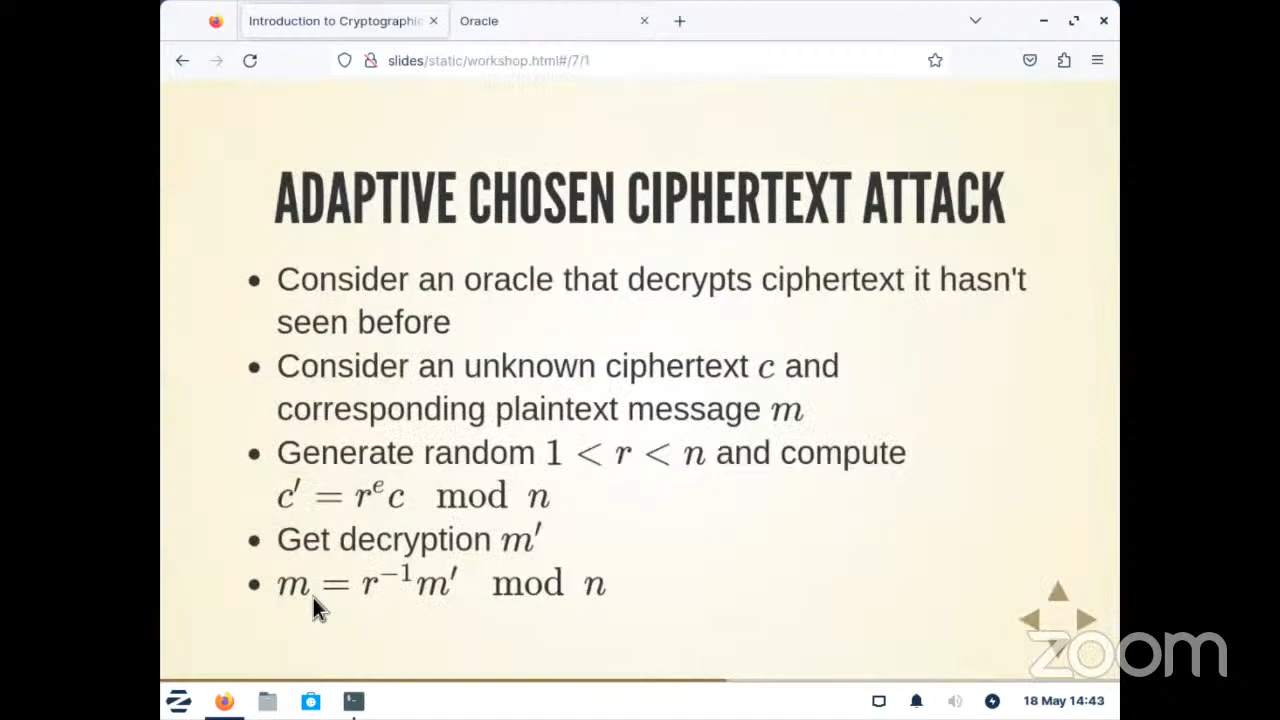 Introduction to Cryptographic
Oracle
slides/static/workshop.html#/7/1
ADAPTIVE CHOSEN CIPHERTEXT ATTACK
• Consider an oracle that decrypts ciphertext it hasn't
seen before
• Consider an unknown ciphertext c and
corresponding plaintext message m
• Generate random 1 < r < n and compute
c′ = rᵉc mod n
• Get decryption m′
• m = r⁻¹m′ mod n
zoom
18 May 14:43